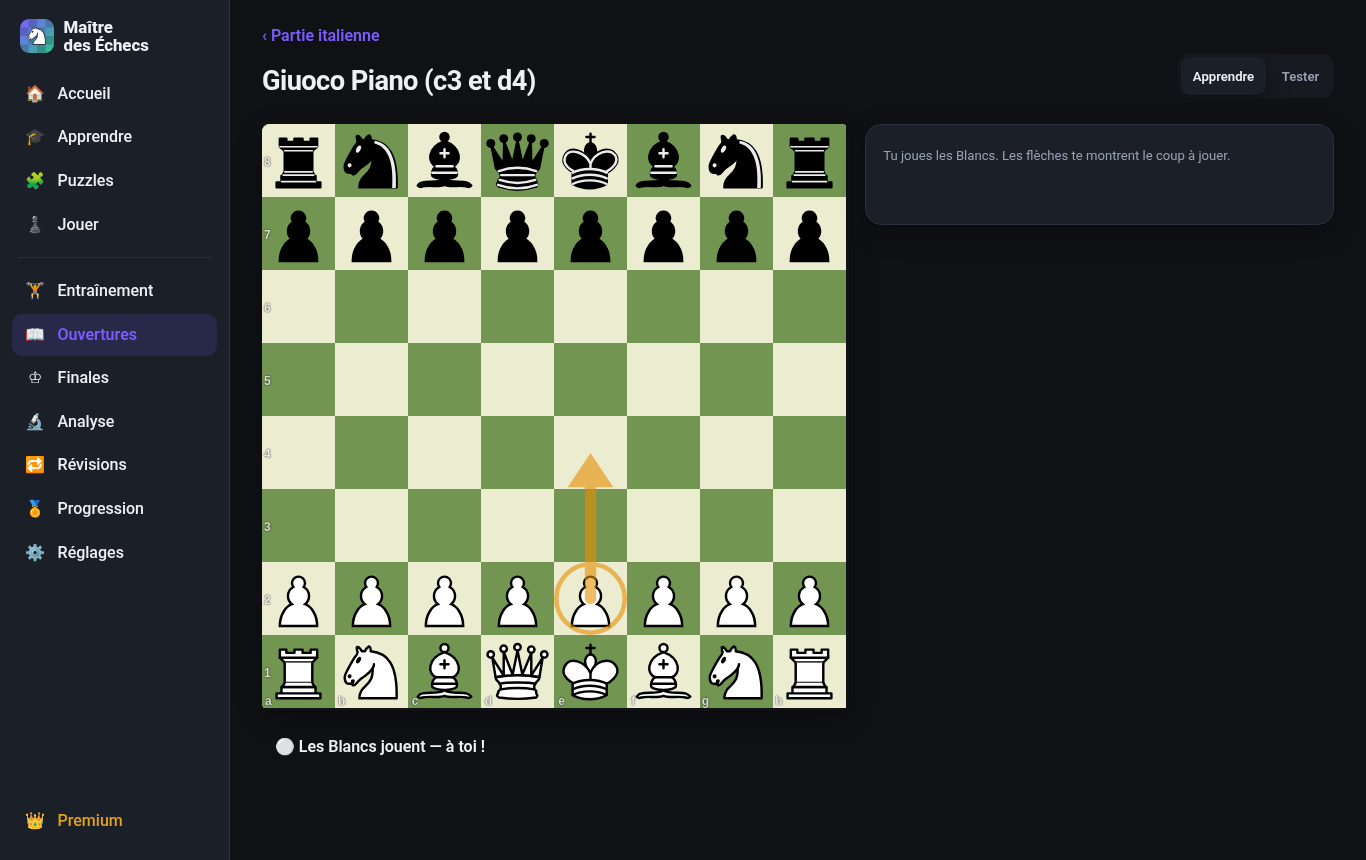 Maître
des Échecs
Accueil
Apprendre
Puzzles
Jouer
Entraînement
Ouvertures
Finales
Analyse
Révisions
Progression
Réglages
Premium
‹ Partie italienne
Giuoco Piano (c3 et d4)
Apprendre
Tester
8
7
6
5
4
3
2
1
a b c d e f g h
Tu joues les Blancs. Les flèches te montrent le coup à jouer.
Les Blancs jouent — à toi !